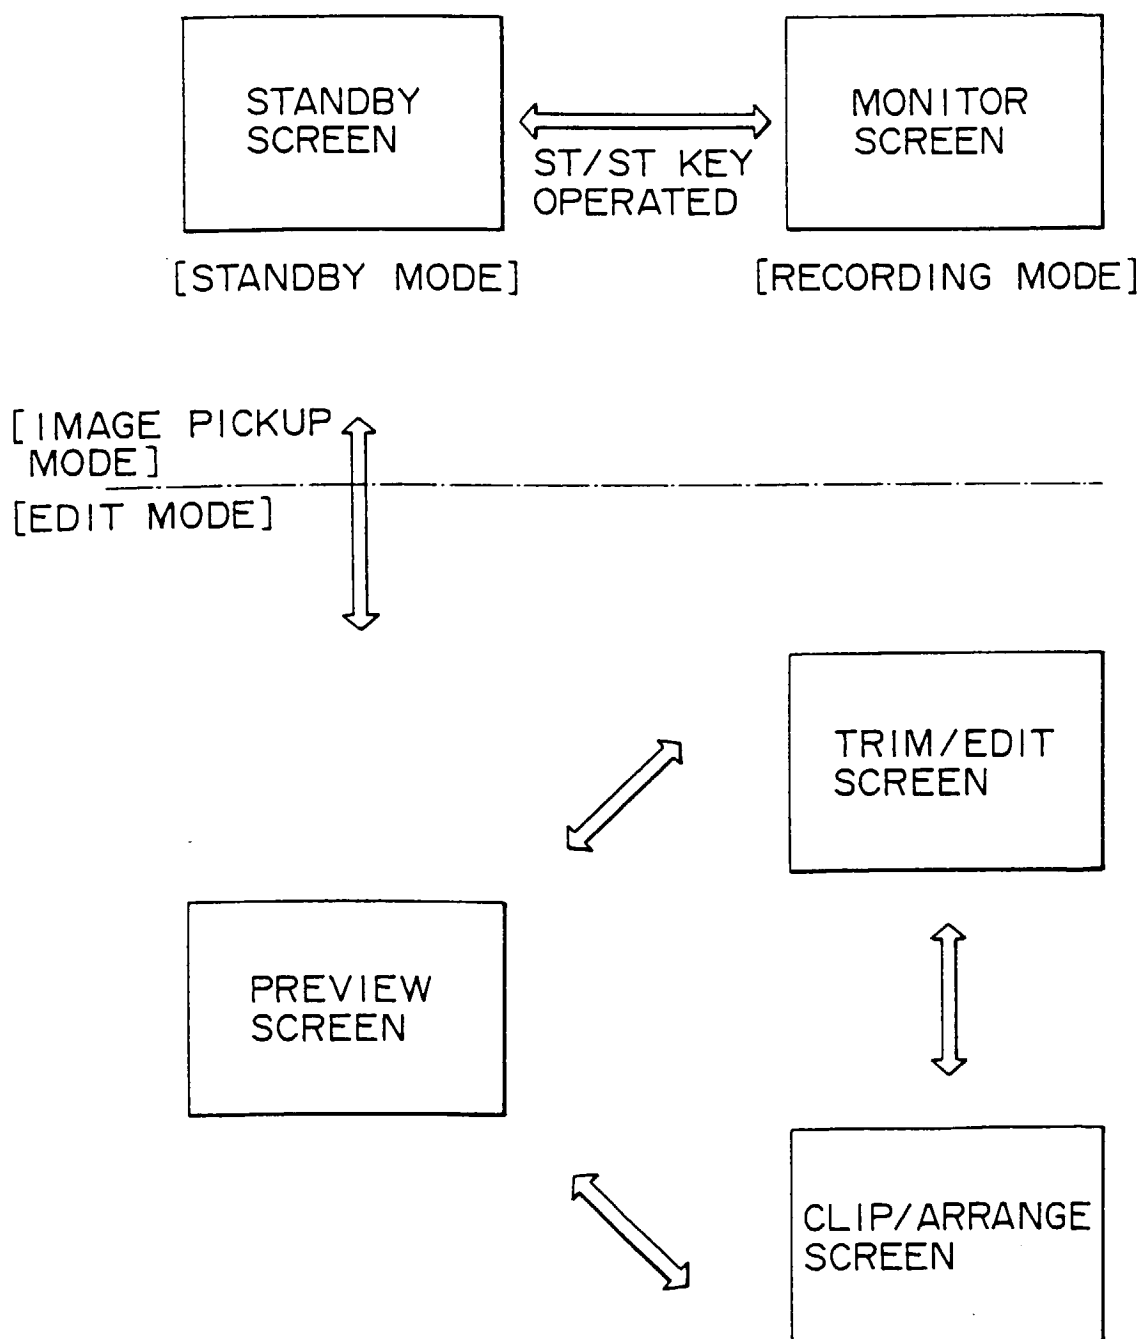 STANDBY
SCREEN
MONITOR
SCREEN
ST/ST KEY
OPERATED
[STANDBY MODE]
[RECORDING MODE]
[IMAGE PICKUP
MODE]
[EDIT MODE]
TRIM/EDIT
SCREEN
PREVIEW
SCREEN
CLIP/ARRANGE
SCREEN